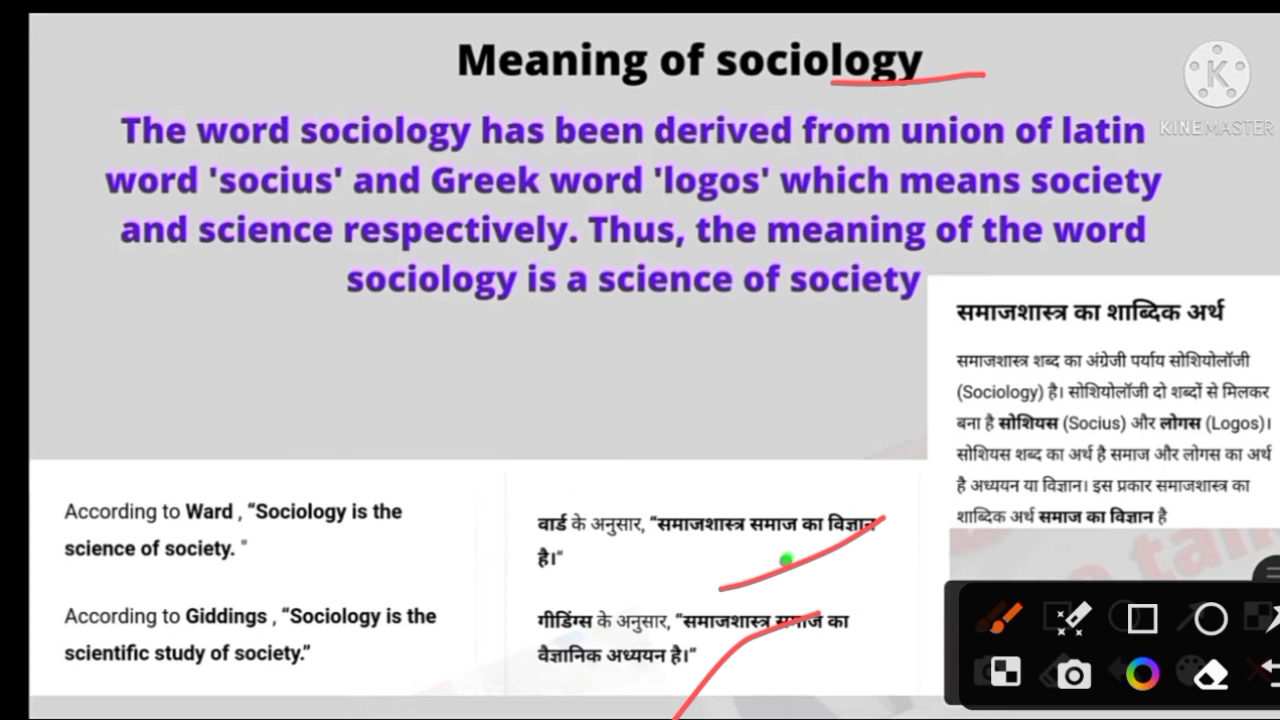 Meaning of sociology
KINEMASTER
The word sociology has been derived from union of latin
word 'socius' and Greek word 'logos' which means society
and science respectively. Thus, the meaning of the word
sociology is a science of society
समाजशास्त्र का शाब्दिक अर्थ
समाजशास्त्र शब्द का अंग्रेजी पर्याय सोशियोलॉजी
(Sociology) है। सोशियोलॉजी दो शब्दों से मिलकर
बना है सोशियस (Socius) और लोगस (Logos)।
सोशियस शब्द का अर्थ है समाज और लोगस का अर्थ
है अध्ययन या विज्ञान। इस प्रकार समाजशास्त्र का
शाब्दिक अर्थ समाज का विज्ञान है
According to Ward , “Sociology is the
science of society. "
According to Giddings , “Sociology is the
scientific study of society.”
वार्ड के अनुसार, “समाजशास्त्र समाज का विज्ञान
है।"
गीडिंग्स के अनुसार, “समाजशास्त्र समाज का
वैज्ञानिक अध्ययन है।”